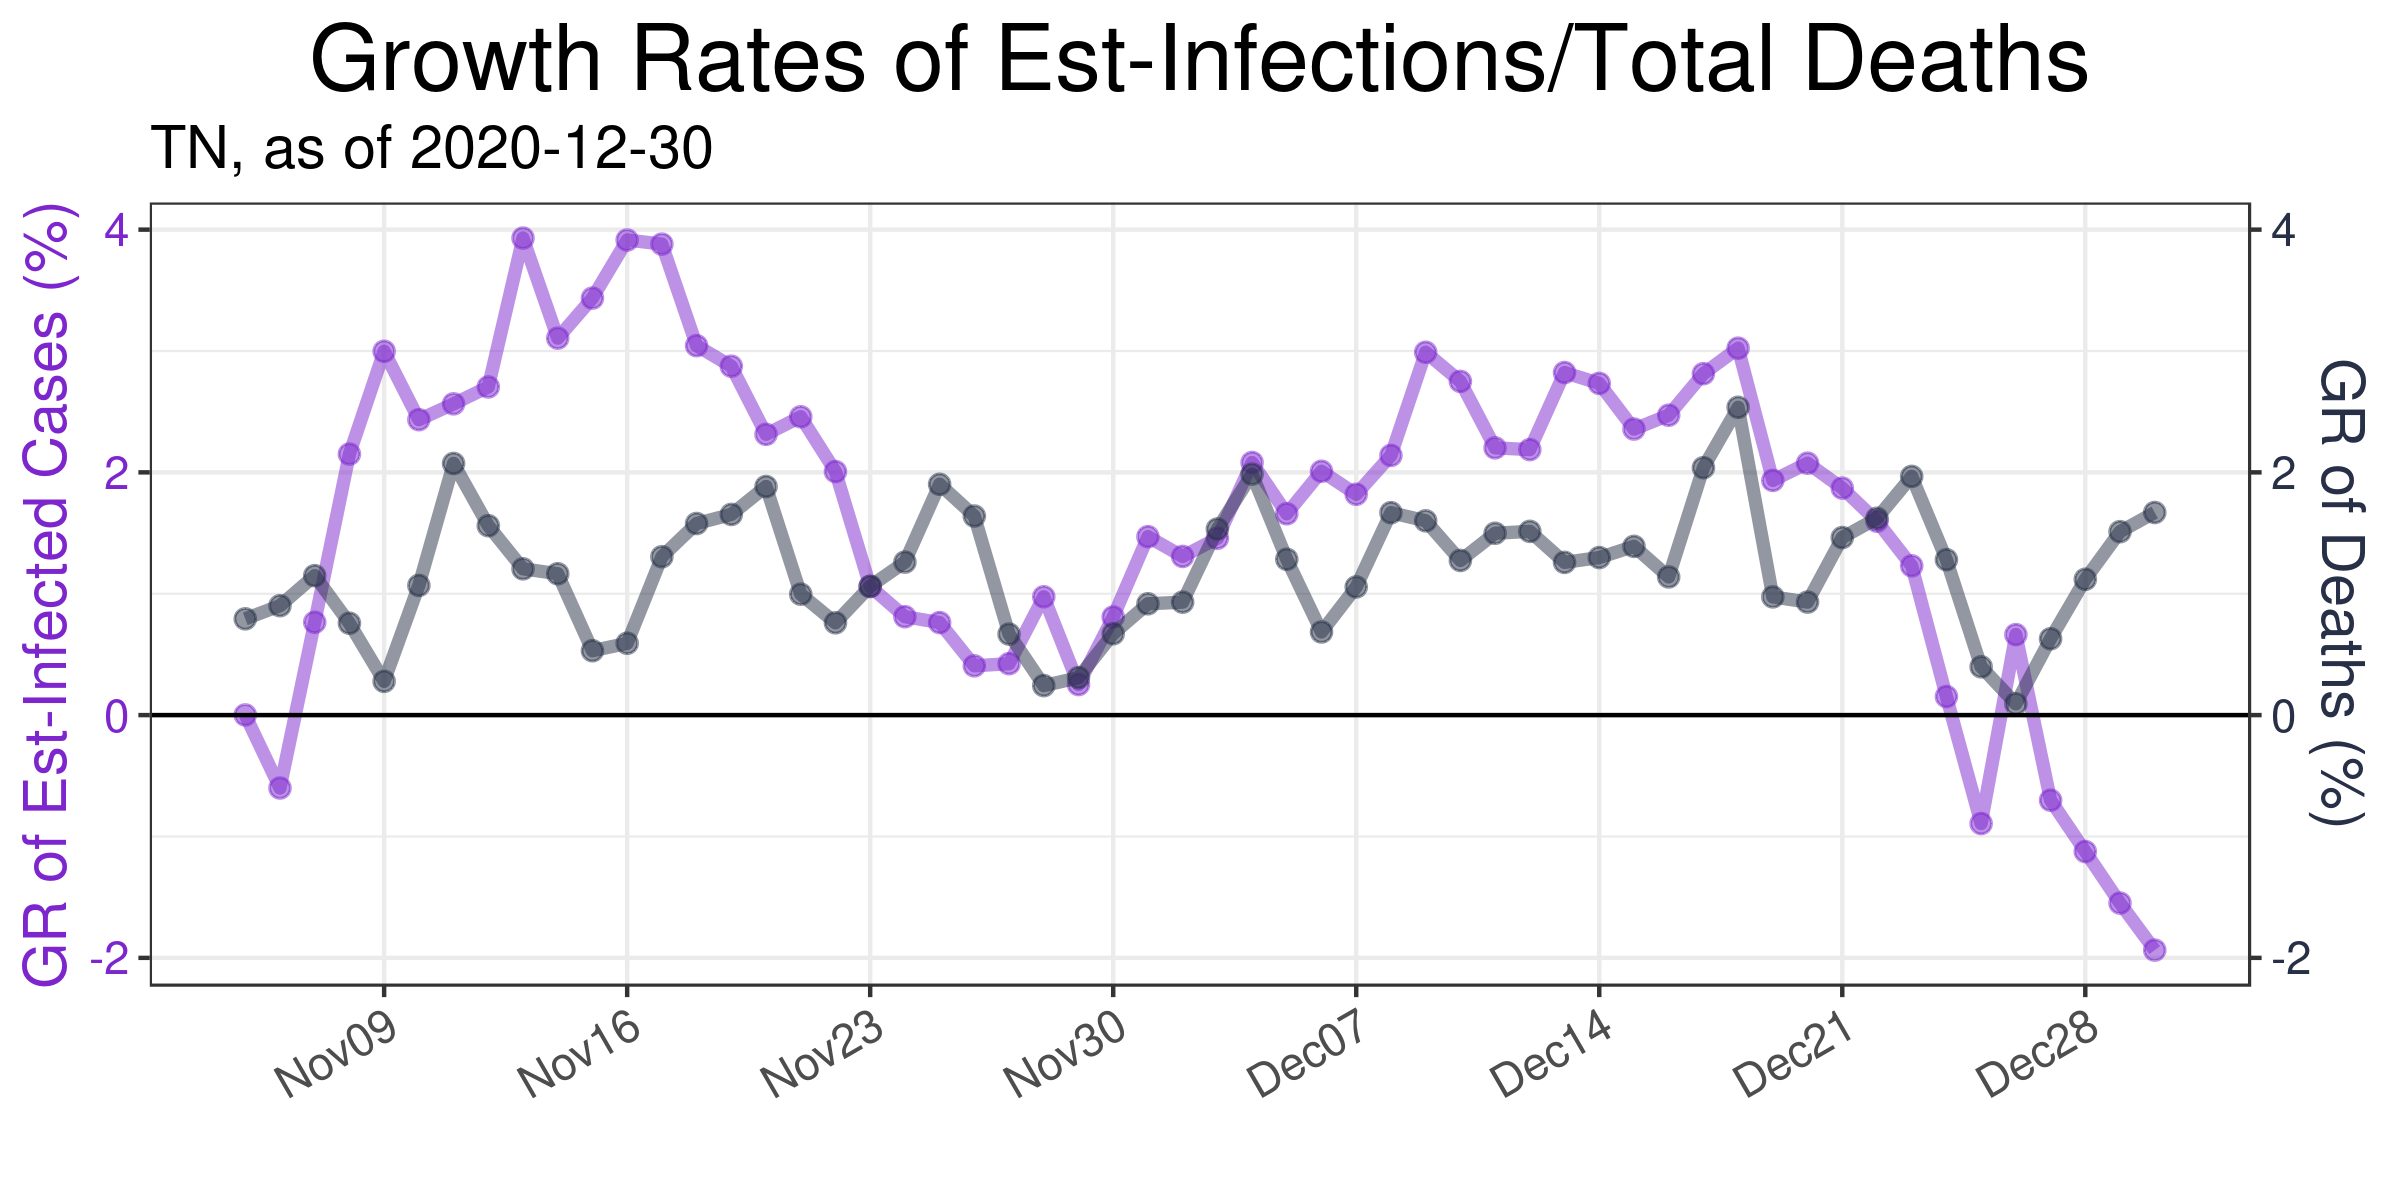 Growth Rates of Est-Infections/Total Deaths
TN, as of 2020-12-30
GR of Est-Infected Cases (%)
4
2
0
-2
4
2
0
-2
GR of Deaths (%)
Nov09
Nov16
Nov23
Nov30
Dec07
Dec14
Dec21
Dec28